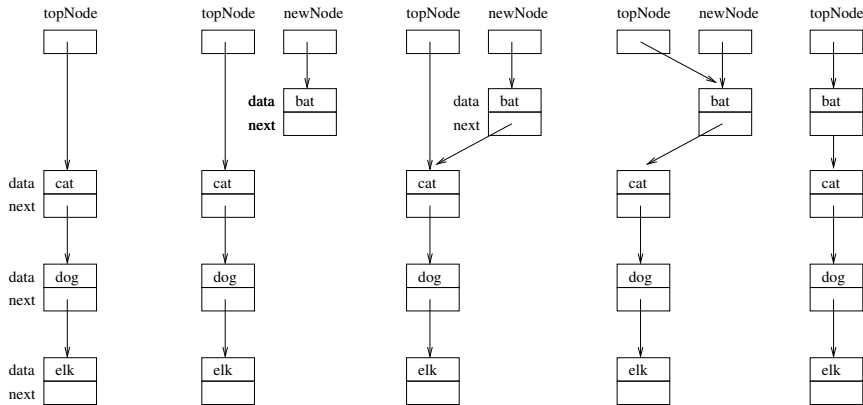 topNode topNode newNode topNode newNode topNode newNode topNode
data bat data bat bat bat
next next
data cat cat cat cat cat
next
data dog dog dog dog dog
next
data elk elk elk elk elk
next